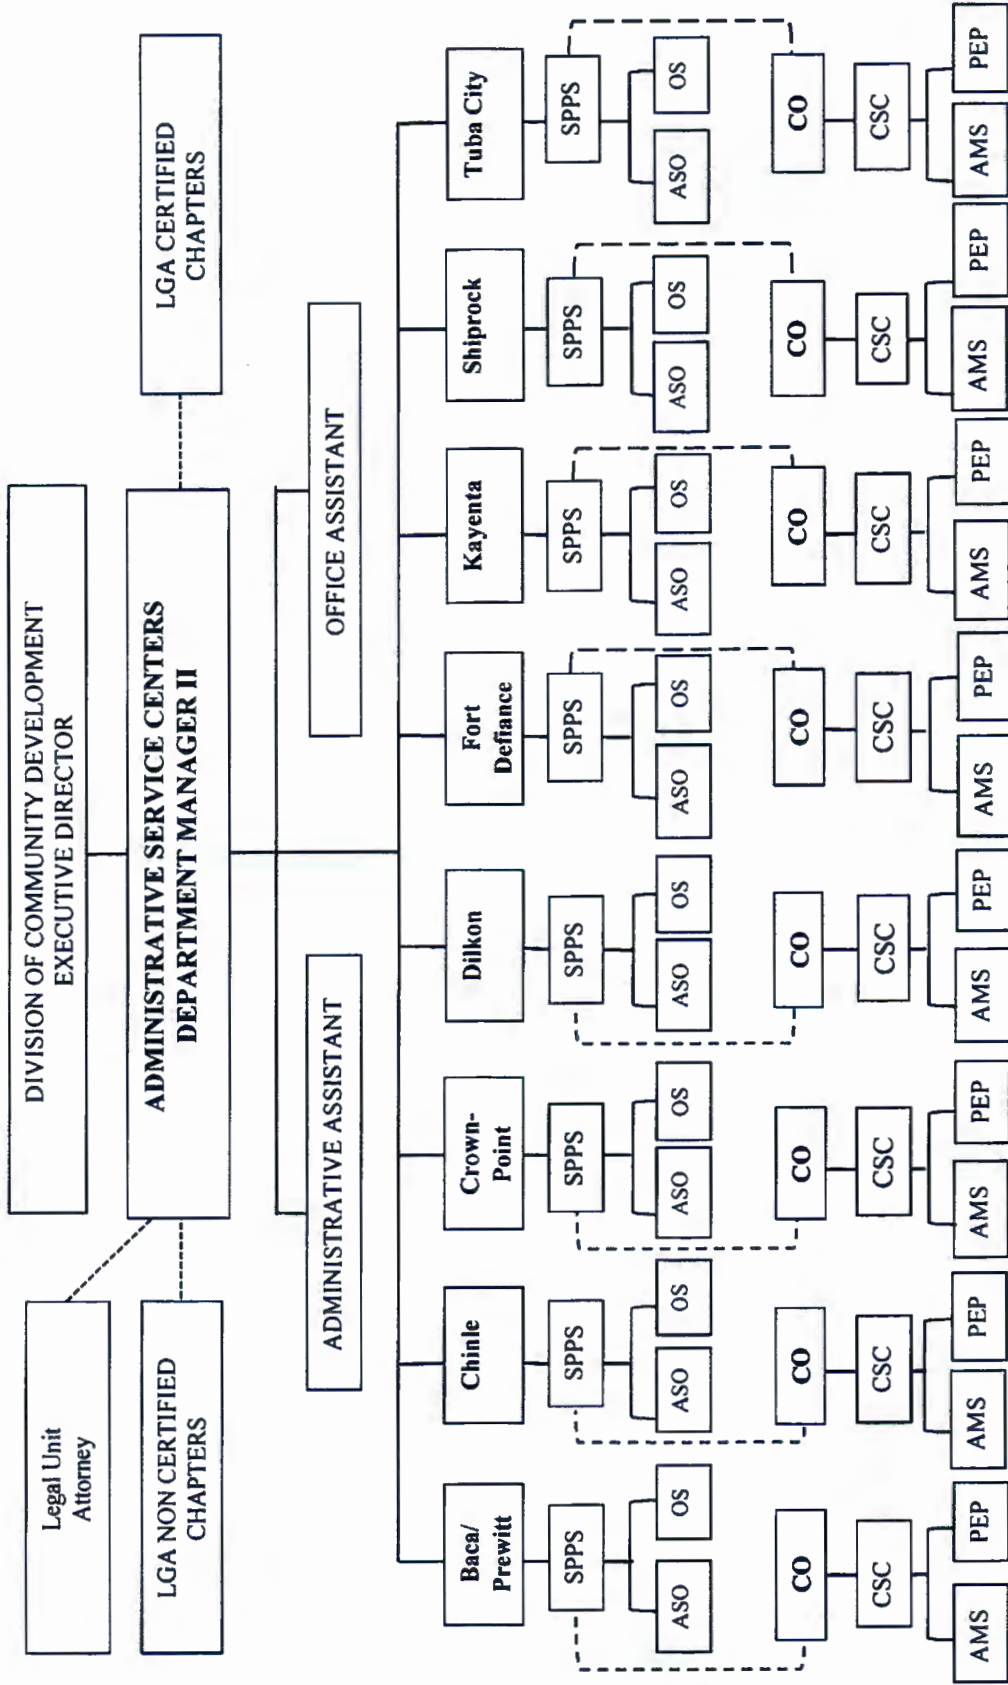 DIVISION OF COMMUNITY DEVELOPMENT
EXECUTIVE DIRECTOR
Legal Unit
Attorney
ADMINISTRATIVE SERVICE CENTERS
DEPARTMENT MANAGER II
LGA NON CERTIFIED
CHAPTERS
LGA CERTIFIED
CHAPTERS
ADMINISTRATIVE ASSISTANT
OFFICE ASSISTANT
Baca/
Prewitt
Chinle
Crown-
Point
Dilkon
Fort
Defiance
Kayenta
Shiprock
Tuba City
SPPS
SPPS
SPPS
SPPS
SPPS
SPPS
SPPS
SPPS
ASO
OS
ASO
OS
ASO
OS
ASO
OS
ASO
OS
ASO
OS
ASO
OS
ASO
OS
CO
CO
CO
CO
CO
CO
CO
CO
CSC
CSC
CSC
CSC
CSC
CSC
CSC
CSC
AMS
PEP
AMS
PEP
AMS
PEP
AMS
PEP
AMS
PEP
AMS
PEP
AMS
PEP
AMS
PEP